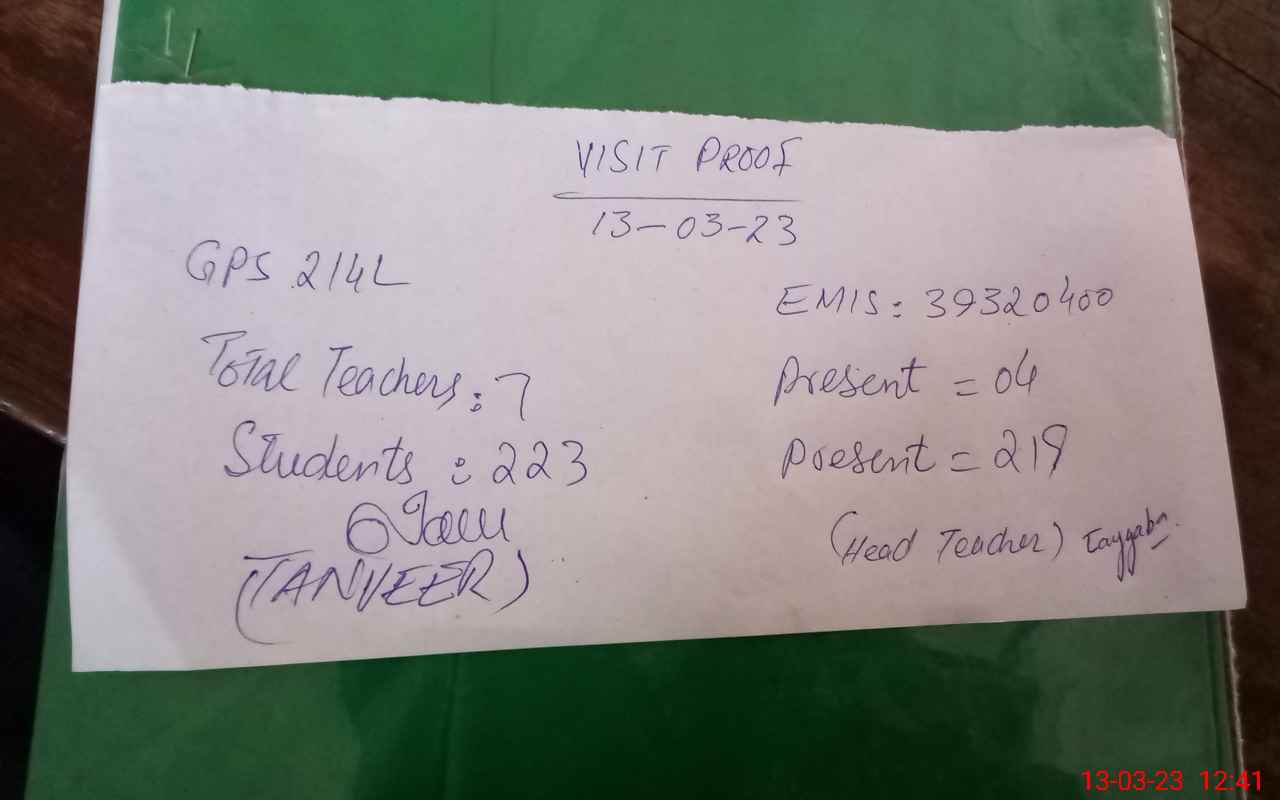 VISIT PROOF
13-03-23
GPS 214L
EMIS: 39320400
Total Teachers: 7
Present = 04
Students : 223
Present = 219
(TANVEER)
(Head Teacher) Tayyaba
13-03-23 12:41